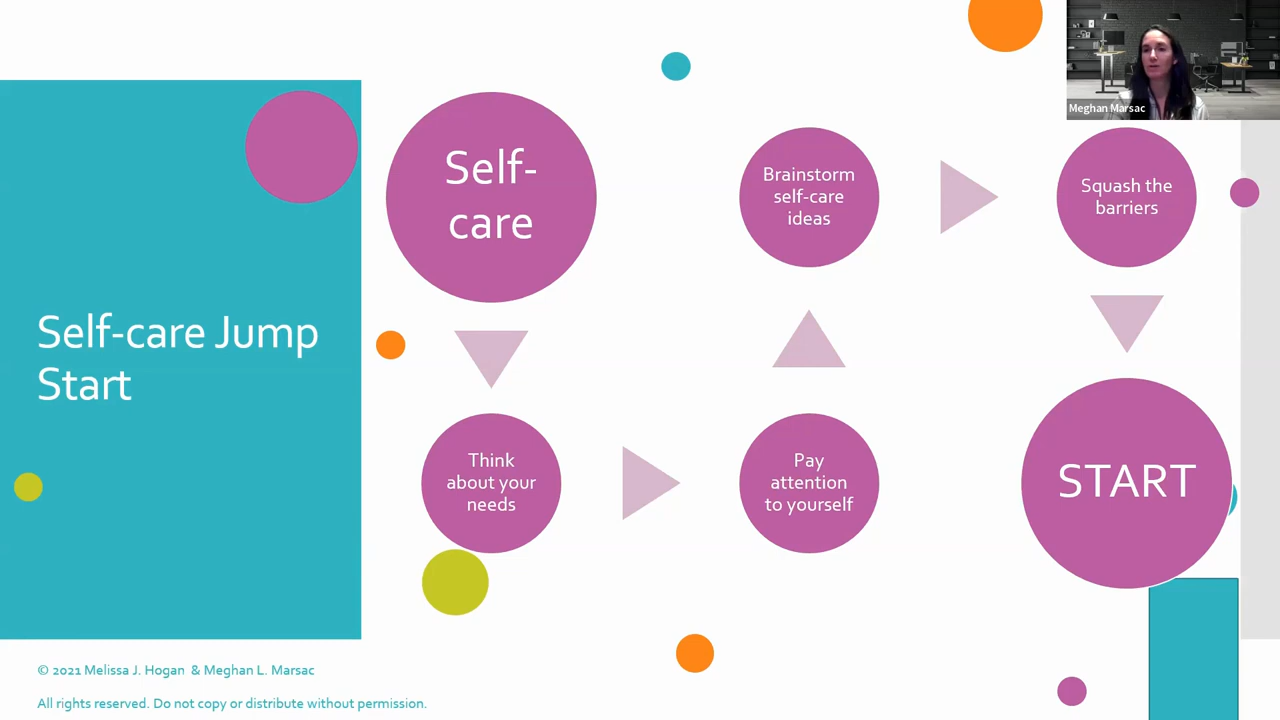 Self-care Jump
Start
Self-
care
Think
about your
needs
Pay
attention
to yourself
Brainstorm
self-care
ideas
Squash the
barriers
START
Meghan Marsac
© 2021 Melissa J. Hogan & Meghan L. Marsac
All rights reserved. Do not copy or distribute without permission.